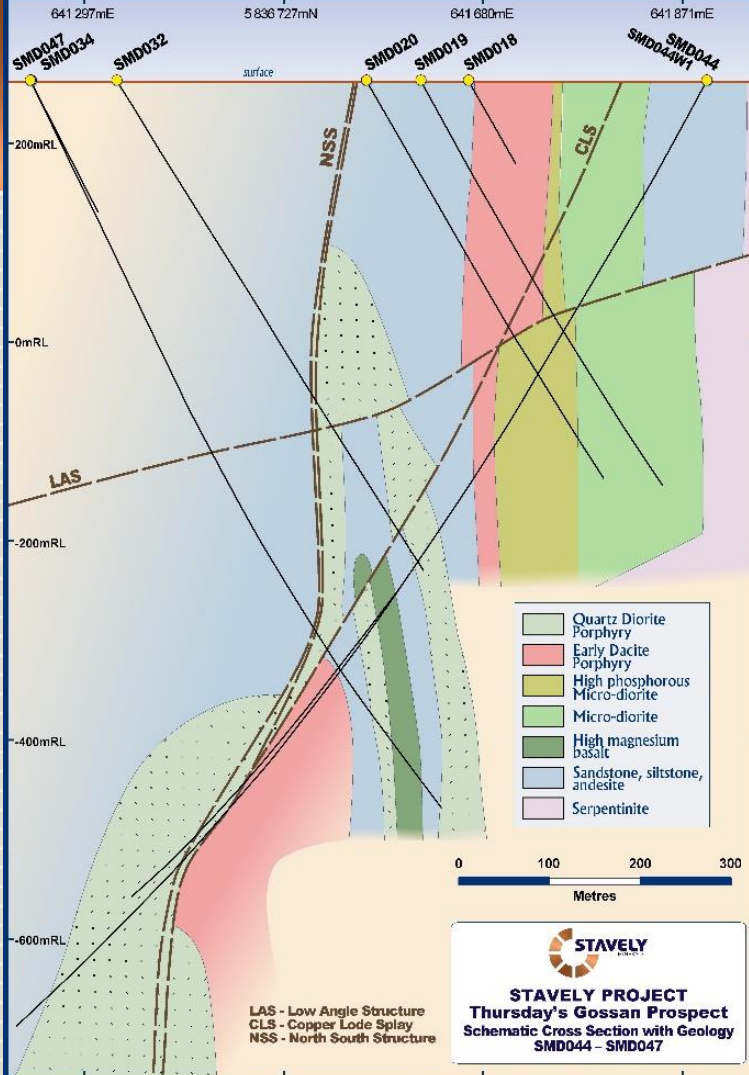 641 297mE
5 836 727mN
641 680mE
641 871mE
SMD047
SMD034
SMD032
SMD020
SMD019
SMD018
SMD044
SMD044W1
surface
200mRL
NSS
CLS
0mRL
LAS
-200mRL
-400mRL
-600mRL
Quartz Diorite
Porphyry
Early Dacite
Porphyry
High phosphorous
Micro-diorite
Micro-diorite
High magnesium
basalt
Sandstone, siltstone,
andesite
Serpentinite
0 100 200 300
Metres
STAVELY
MINERALS
STAVELY PROJECT
Thursday's Gossan Prospect
Schematic Cross Section with Geology
SMD044 – SMD047
LAS - Low Angle Structure
CLS - Copper Lode Splay
NSS - North South Structure